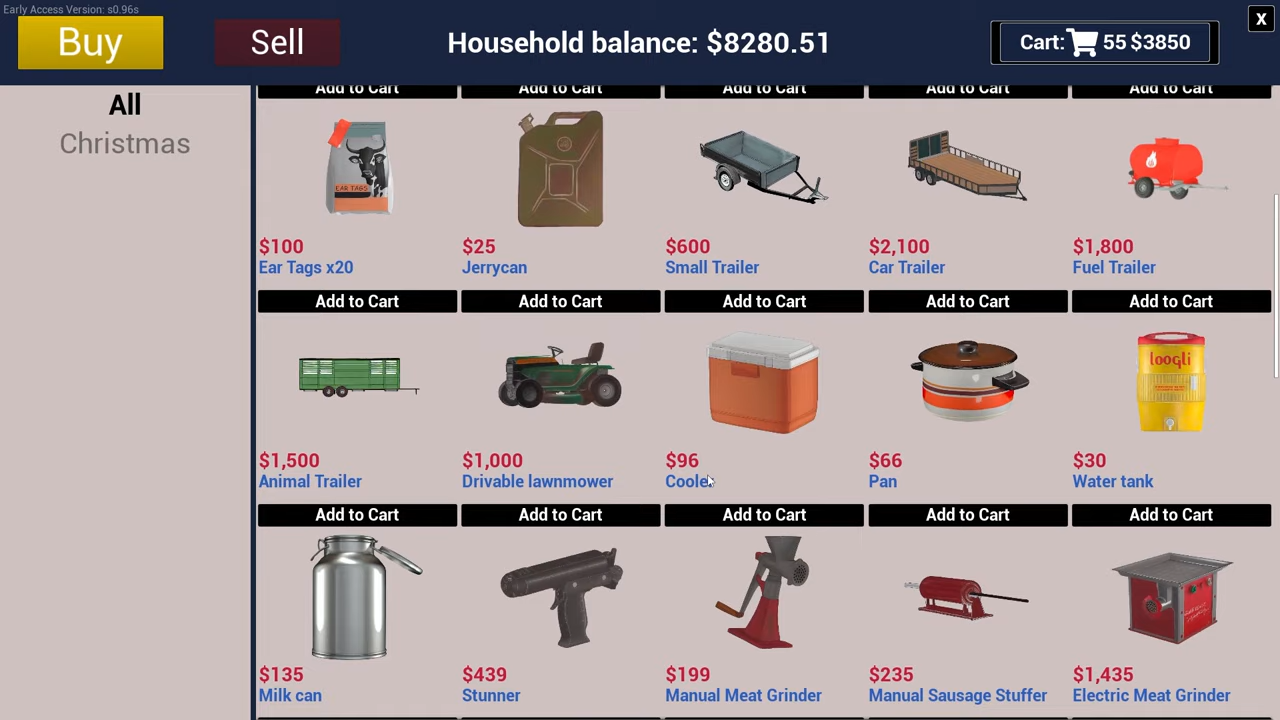 Early Access Version: s0.96s
Buy
Sell
Household balance: $8280.51
Cart: 55 $3850
X
All
Christmas
Add to Cart Add to Cart Add to Cart Add to Cart Add to Cart
EAR TAGS
$100 $25 $600 $2,100 $1,800
Ear Tags x20 Jerrycan Small Trailer Car Trailer Fuel Trailer
Add to Cart Add to Cart Add to Cart Add to Cart Add to Cart
loogli
$1,500 $1,000 $96 $66 $30
Animal Trailer Drivable lawnmower Cooler Pan Water tank
Add to Cart Add to Cart Add to Cart Add to Cart Add to Cart
$135 $439 $199 $235 $1,435
Milk can Stunner Manual Meat Grinder Manual Sausage Stuffer Electric Meat Grinder